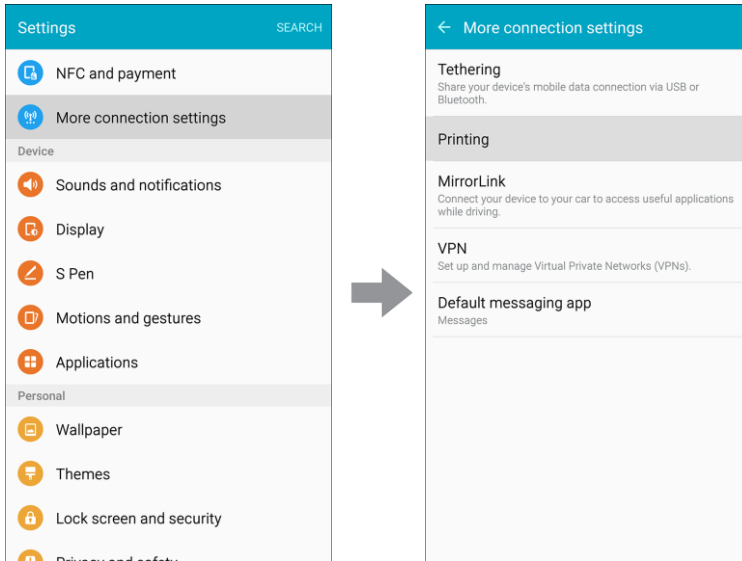 Settings SEARCH
NFC and payment
More connection settings
Device
Sounds and notifications
Display
S Pen
Motions and gestures
Applications
Personal
Wallpaper
Themes
Lock screen and security
Privacy and safety
More connection settings
Tethering
Share your device's mobile data connection via USB or
Bluetooth.
Printing
MirrorLink
Connect your device to your car to access useful applications
while driving.
VPN
Set up and manage Virtual Private Networks (VPNs).
Default messaging app
Messages